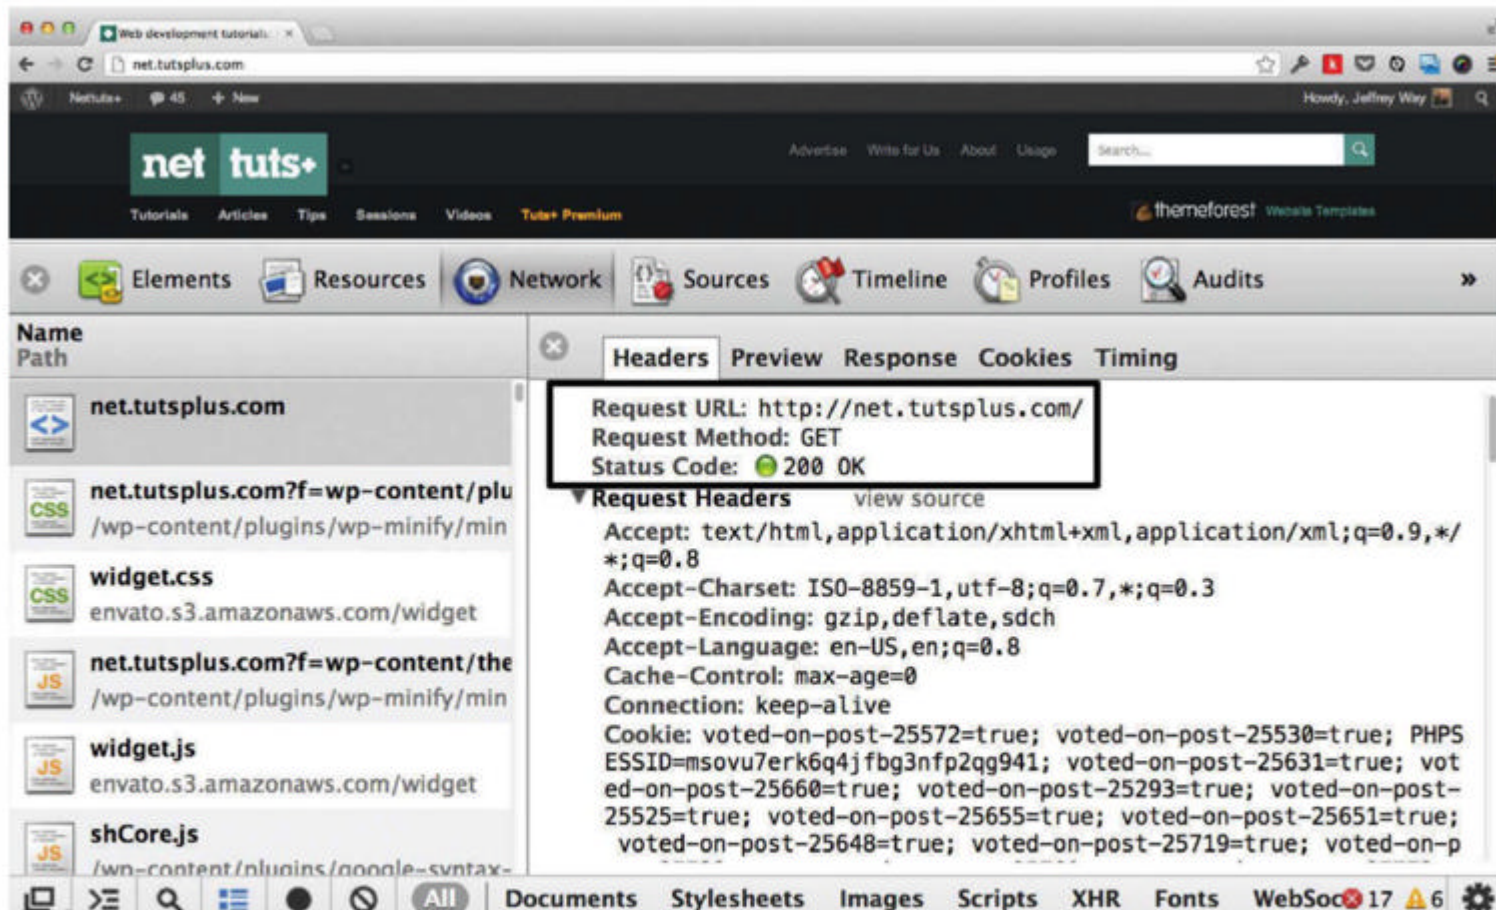 Web development tutorials
net.tutsplus.com
Nettuts+ 45 + New Howdy, Jeffrey Way
net tuts+
Advertise Write for Us About Usage Search...
Tutorials Articles Tips Sessions Videos Tuts+ Premium
themeforest Website Templates
Elements Resources Network Sources Timeline Profiles Audits »
Name
Path
Headers Preview Response Cookies Timing
net.tutsplus.com
net.tutsplus.com?f=wp-content/plu
/wp-content/plugins/wp-minify/min
widget.css
envato.s3.amazonaws.com/widget
net.tutsplus.com?f=wp-content/the
/wp-content/plugins/wp-minify/min
widget.js
envato.s3.amazonaws.com/widget
shCore.js
/wp-content/plugins/google-syntax-
Request URL: http://net.tutsplus.com/
Request Method: GET
Status Code: 200 OK
Request Headers view source
Accept: text/html,application/xhtml+xml,application/xml;q=0.9,*/
*;q=0.8
Accept-Charset: ISO-8859-1,utf-8;q=0.7,*;q=0.3
Accept-Encoding: gzip,deflate,sdch
Accept-Language: en-US,en;q=0.8
Cache-Control: max-age=0
Connection: keep-alive
Cookie: voted-on-post-25572=true; voted-on-post-25530=true; PHPS
ESSID=msovu7erk6q4jfbg3nfp2qg941; voted-on-post-25631=true; vot
ed-on-post-25660=true; voted-on-post-25293=true; voted-on-post-
25525=true; voted-on-post-25655=true; voted-on-post-25651=true;
voted-on-post-25648=true; voted-on-post-25719=true; voted-on-p
All Documents Stylesheets Images Scripts XHR Fonts WebSoc 17 6